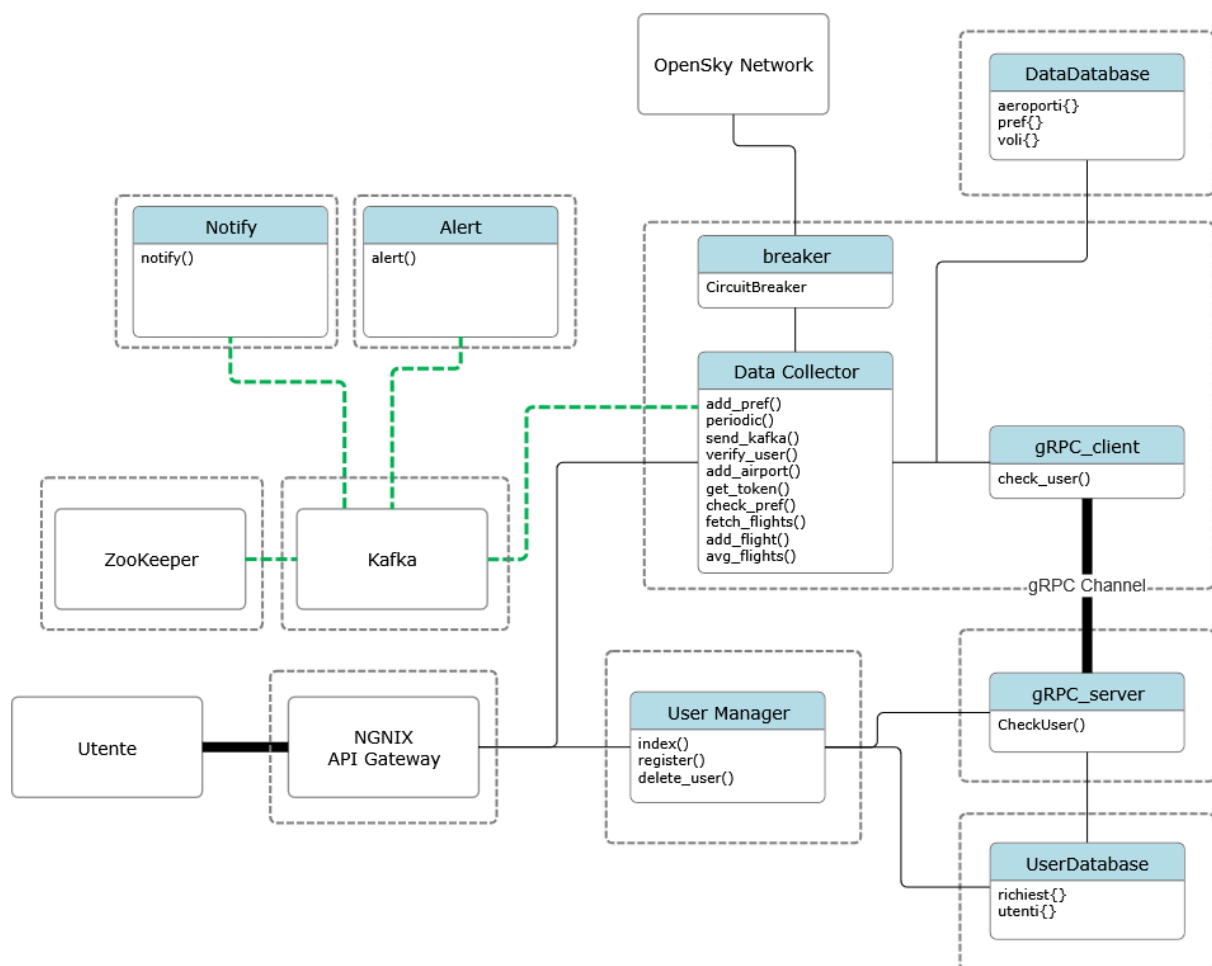 OpenSky Network
DataDatabase
aeroporti{}
pref{}
voli{}
Notify
notify()
Alert
alert()
breaker
CircuitBreaker
Data Collector
add_pref()
periodic()
send_kafka()
verify_user()
add_airport()
get_token()
check_pref()
fetch_flights()
add_flight()
avg_flights()
gRPC_client
check_user()
ZooKeeper
Kafka
gRPC Channel
Utente
NGNIX
API Gateway
User Manager
index()
register()
delete_user()
gRPC_server
CheckUser()
UserDatabase
richiest{}
utenti{}